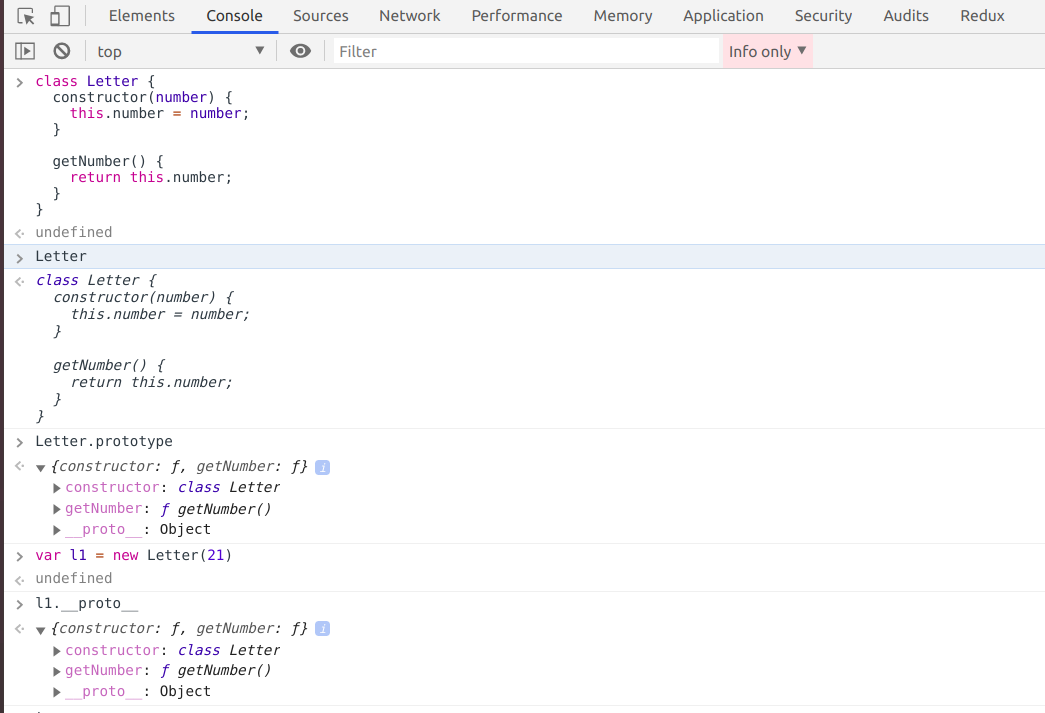 Elements Console Sources Network Performance Memory Application Security Audits Redux
top Filter Info only
class Letter {
  constructor(number) {
    this.number = number;
  }

  getNumber() {
    return this.number;
  }
}
undefined
Letter
class Letter {
  constructor(number) {
    this.number = number;
  }

  getNumber() {
    return this.number;
  }
}
Letter.prototype
{constructor: ƒ, getNumber: ƒ} i
constructor: class Letter
getNumber: ƒ getNumber()
__proto__: Object
var l1 = new Letter(21)
undefined
l1.__proto__
{constructor: ƒ, getNumber: ƒ} i
constructor: class Letter
getNumber: ƒ getNumber()
__proto__: Object